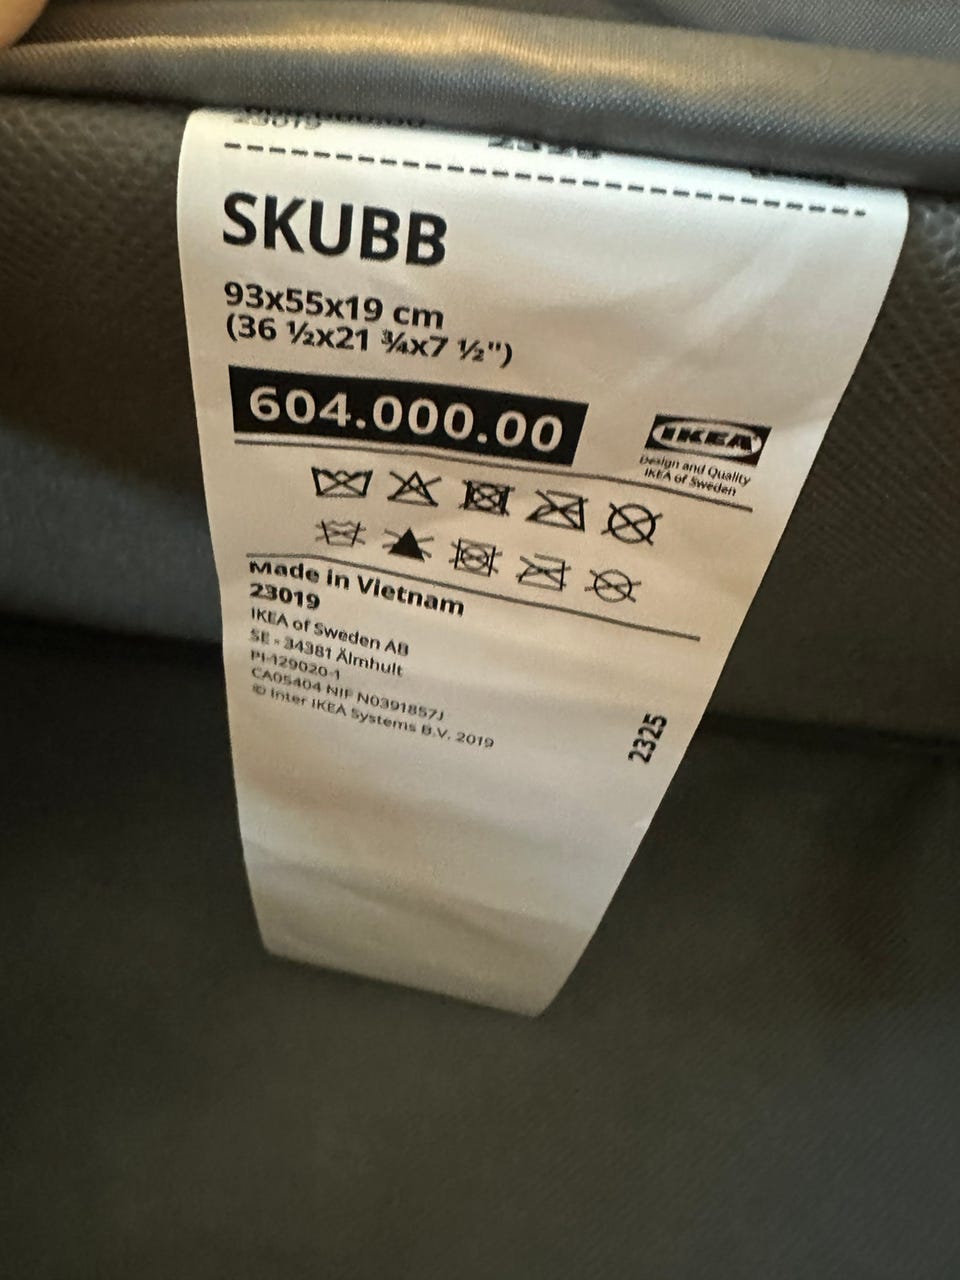 23019
2325
SKUBB
93x55x19 cm
(36 ½x21 ¾x7 ½")
604.000.00
IKEA
Design and Quality
IKEA of Sweden
Made in Vietnam
23019
IKEA of Sweden AB
SE - 34381 Älmhult
PI-129020-1
CA05404 NIF N0391857J
© Inter IKEA Systems B.V. 2019
2325